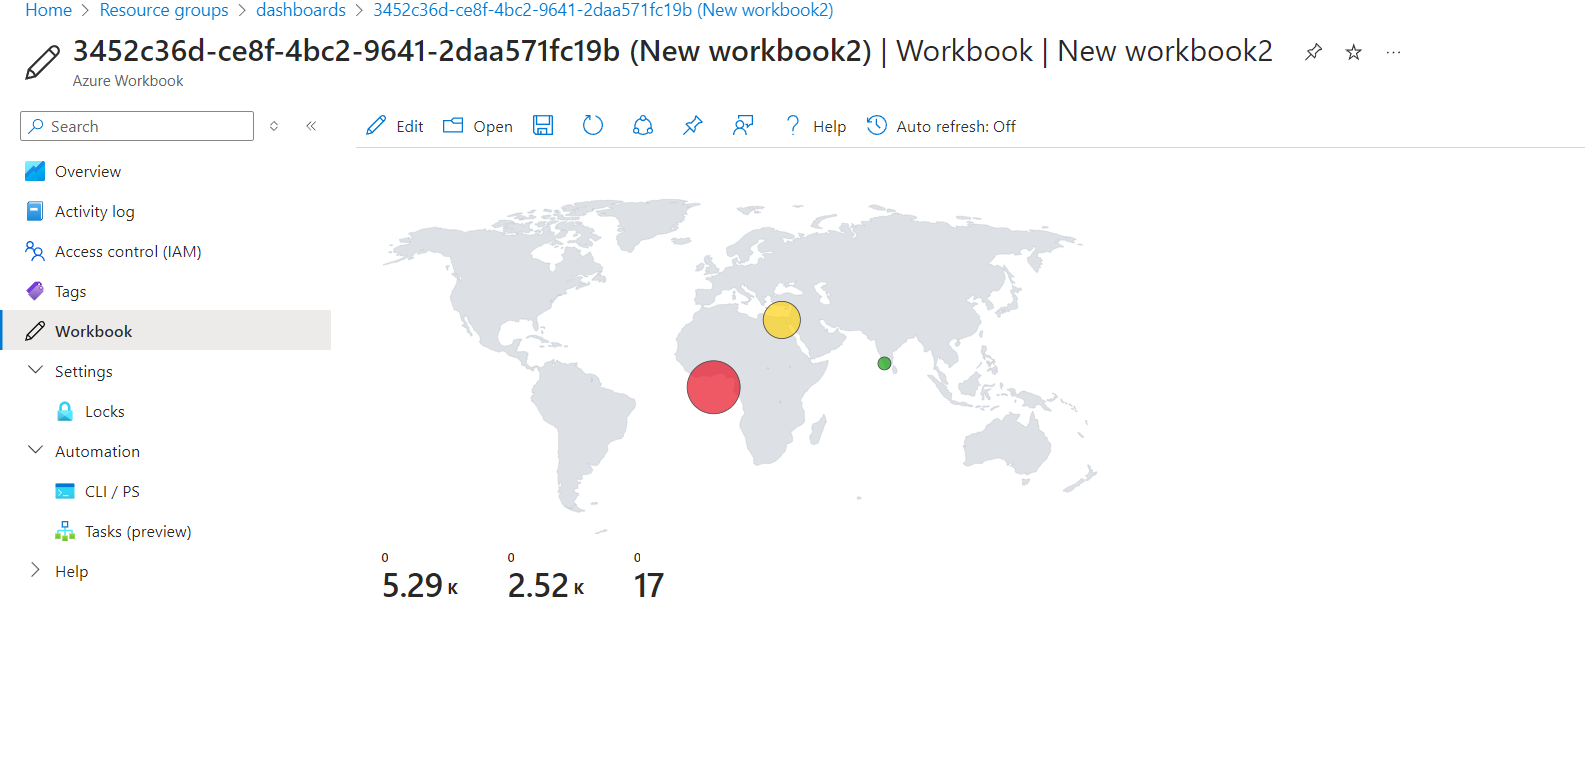 Home > Resource groups > dashboards > 3452c36d-ce8f-4bc2-9641-2daa571fc19b (New workbook2)
3452c36d-ce8f-4bc2-9641-2daa571fc19b (New workbook2) | Workbook | New workbook2
Azure Workbook
Search
Edit Open Help Auto refresh: Off
Overview
Activity log
Access control (IAM)
Tags
Workbook
Settings
Locks
Automation
CLI / PS
Tasks (preview)
Help
0 0 0
5.29 K 2.52 K 17